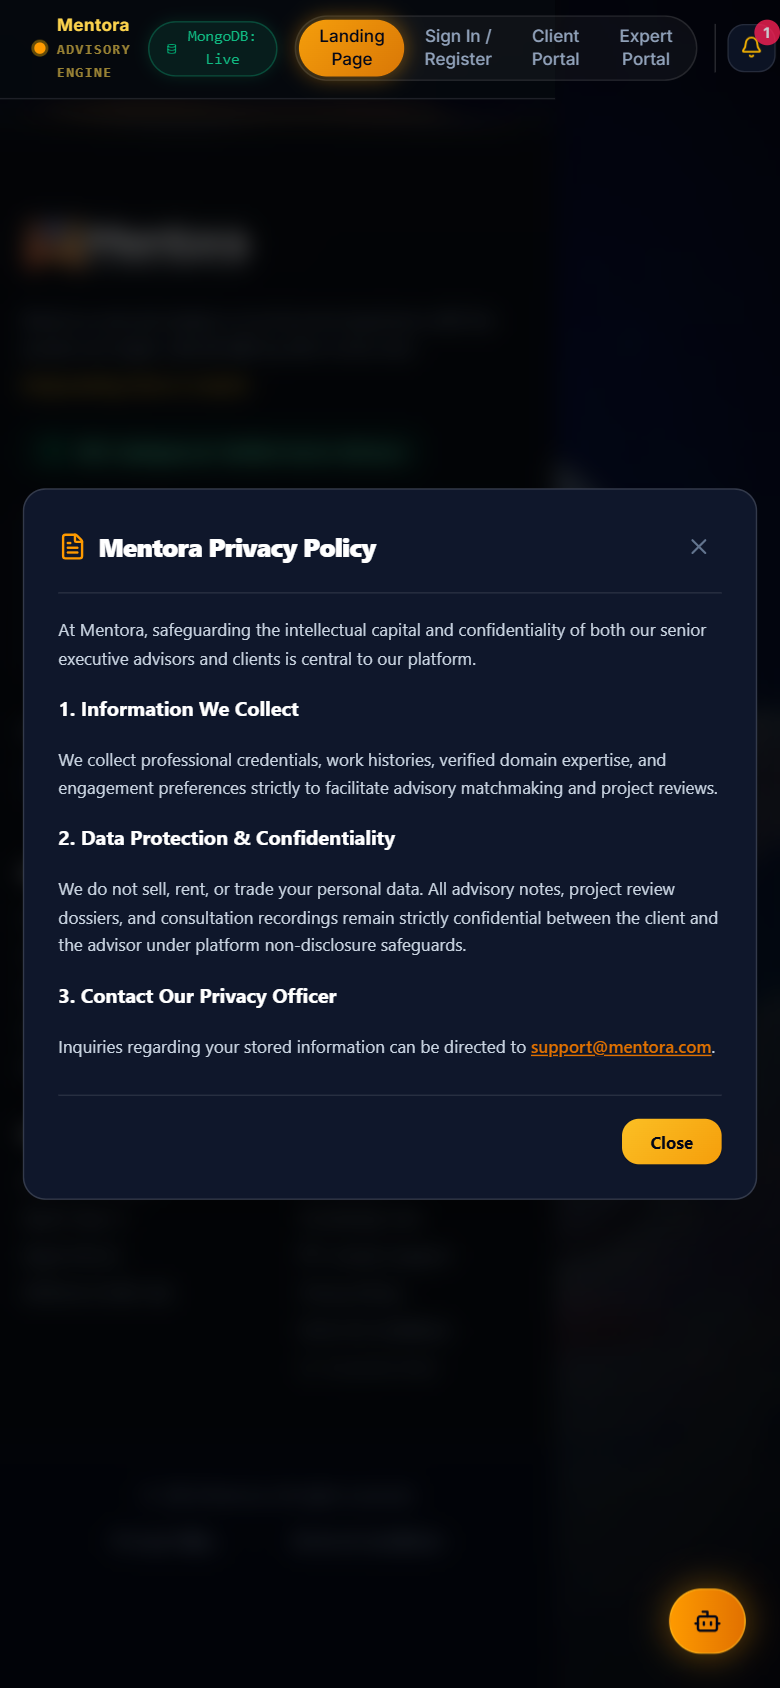 Mentora
ADVISORY
ENGINE
MongoDB:
Live
Landing
Page
Sign In /
Register
Client
Portal
Expert
Portal
1
Mentora Privacy Policy
At Mentora, safeguarding the intellectual capital and confidentiality of both our senior
executive advisors and clients is central to our platform.
1. Information We Collect
We collect professional credentials, work histories, verified domain expertise, and
engagement preferences strictly to facilitate advisory matchmaking and project reviews.
2. Data Protection & Confidentiality
We do not sell, rent, or trade your personal data. All advisory notes, project review
dossiers, and consultation recordings remain strictly confidential between the client and
the advisor under platform non-disclosure safeguards.
3. Contact Our Privacy Officer
Inquiries regarding your stored information can be directed to support@mentora.com.
Close